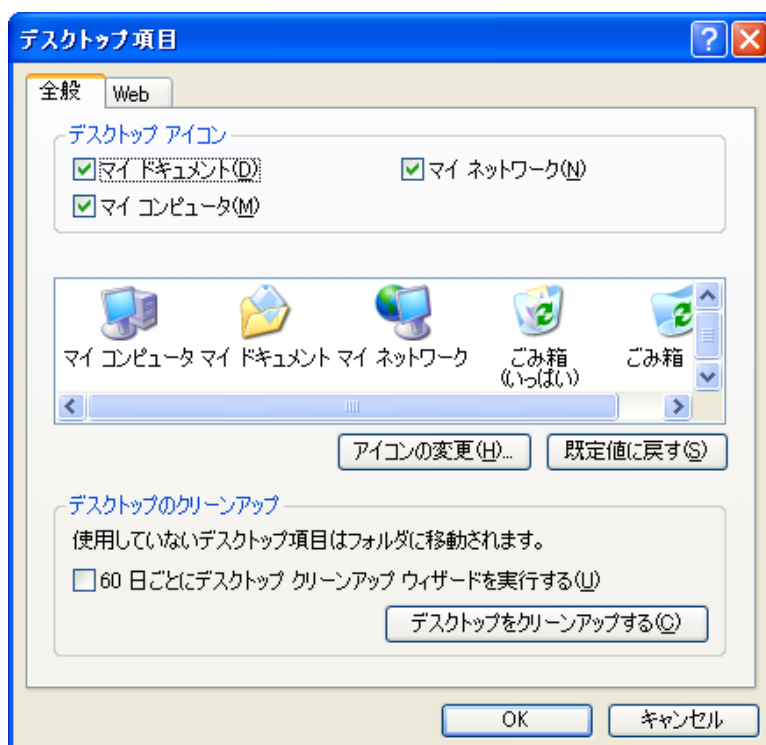 デスクトップ項目
全般
Web
デスクトップ アイコン
マイ ドキュメント(D)
マイ ネットワーク(N)
マイ コンピュータ(M)
マイ コンピュータ マイ ドキュメント マイ ネットワーク ごみ箱 ごみ箱
(いっぱい)
アイコンの変更(H)...
既定値に戻す(S)
デスクトップのクリーンアップ
使用していないデスクトップ項目はフォルダに移動されます。
60 日ごとにデスクトップ クリーンアップ ウィザードを実行する(U)
デスクトップをクリーンアップする(C)
OK
キャンセル